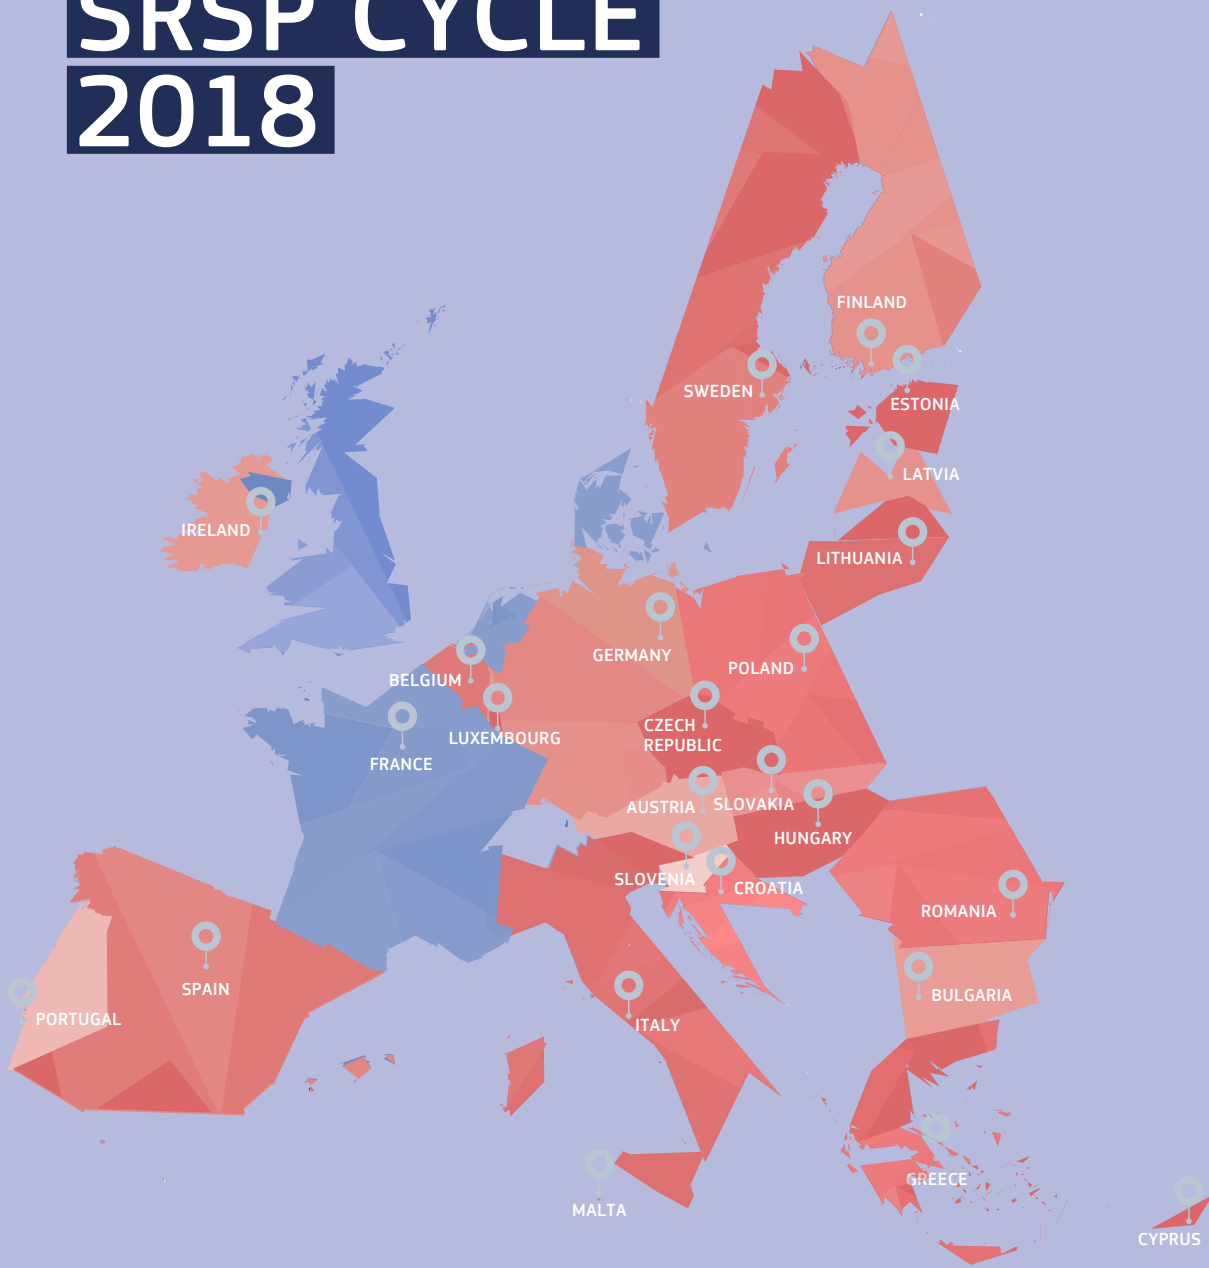 SRSP CYCLE
2018
FINLAND
SWEDEN
ESTONIA
LATVIA
IRELAND
LITHUANIA
GERMANY
POLAND
BELGIUM
CZECH
REPUBLIC
LUXEMBOURG
FRANCE
AUSTRIA
SLOVAKIA
HUNGARY
SLOVENIA
CROATIA
ROMANIA
SPAIN
BULGARIA
PORTUGAL
ITALY
GREECE
MALTA
CYPRUS